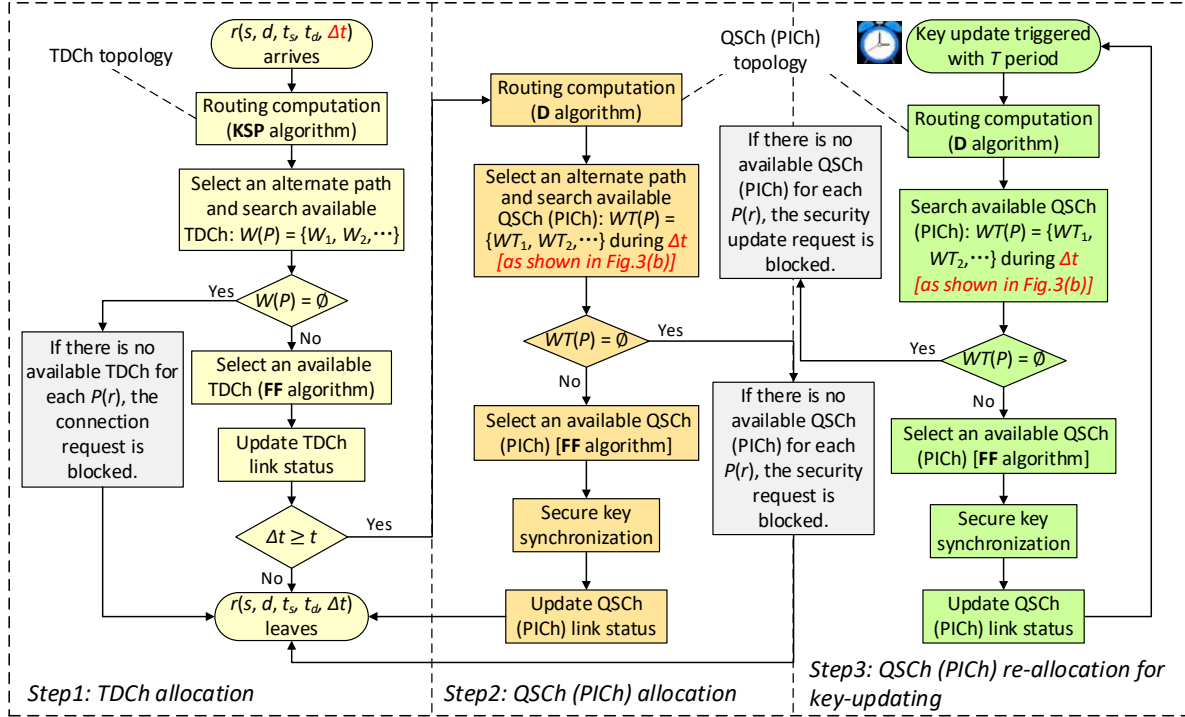 r(s, d, tₛ, t_d, Δt)
arrives
TDCh topology
Routing computation
(KSP algorithm)
Select an alternate path
and search available
TDCh: W(P) = {W₁, W₂,⋯}
W(P) = ∅
Yes
No
If there is no
available TDCh for
each P(r), the
connection
request is
blocked.
Select an available
TDCh (FF algorithm)
Update TDCh
link status
Δt ≥ t
Yes
No
r(s, d, tₛ, t_d, Δt)
leaves
Step1: TDCh allocation
QSCh (PICh)
topology
Routing computation
(D algorithm)
Select an alternate path
and search available
QSCh (PICh): WT(P) =
{WT₁, WT₂,⋯} during Δt
[as shown in Fig.3(b)]
WT(P) = ∅
Yes
No
Select an available QSCh
(PICh) [FF algorithm]
Secure key
synchronization
Update QSCh
(PICh) link status
If there is no
available QSCh
(PICh) for each
P(r), the security
request is
blocked.
Step2: QSCh (PICh) allocation
Key update triggered
with T period
Routing computation
(D algorithm)
If there is no
available QSCh
(PICh) for each
P(r), the security
update request is
blocked.
Search available QSCh
(PICh): WT(P) = {WT₁,
WT₂,⋯} during Δt
[as shown in Fig.3(b)]
WT(P) = ∅
Yes
No
Select an available QSCh
(PICh) [FF algorithm]
Secure key
synchronization
Update QSCh
(PICh) link status
Step3: QSCh (PICh) re-allocation for
key-updating